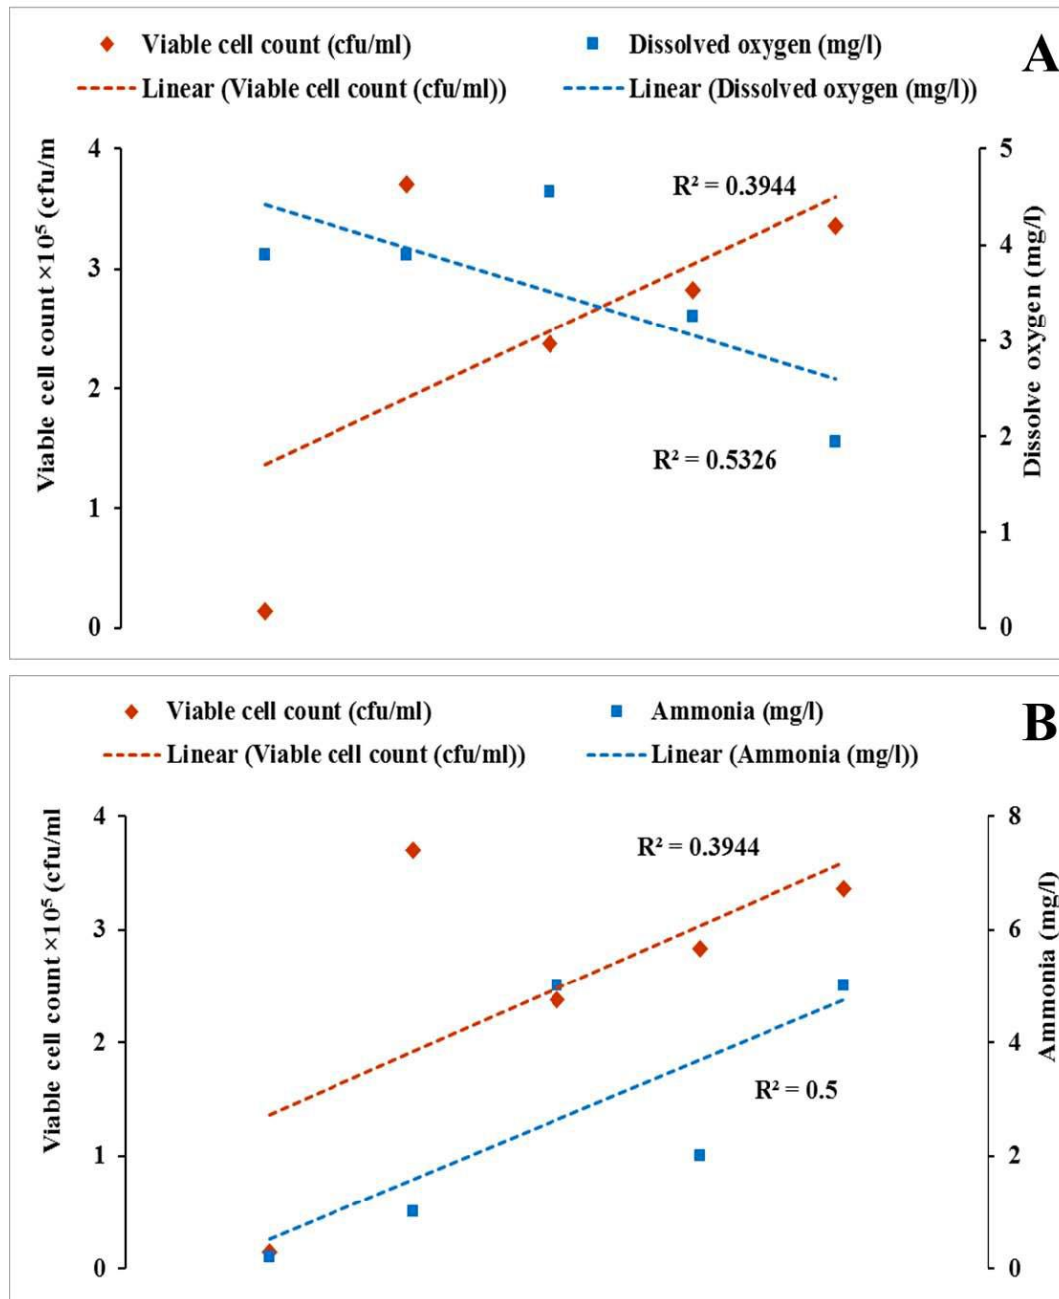 Viable cell count (cfu/ml)
Dissolved oxygen (mg/l)
A
Linear (Viable cell count (cfu/ml))
Linear (Dissolved oxygen (mg/l))
Viable cell count ×10⁵ (cfu/m
4
3
2
1
0
R² = 0.3944
R² = 0.5326
5
4
3
2
1
0
Dissolve oxygen (mg/l)
Viable cell count (cfu/ml)
Ammonia (mg/l)
B
Linear (Viable cell count (cfu/ml))
Linear (Ammonia (mg/l))
Viable cell count ×10⁵ (cfu/ml
4
3
2
1
0
R² = 0.3944
R² = 0.5
8
6
4
2
0
Ammonia (mg/l)